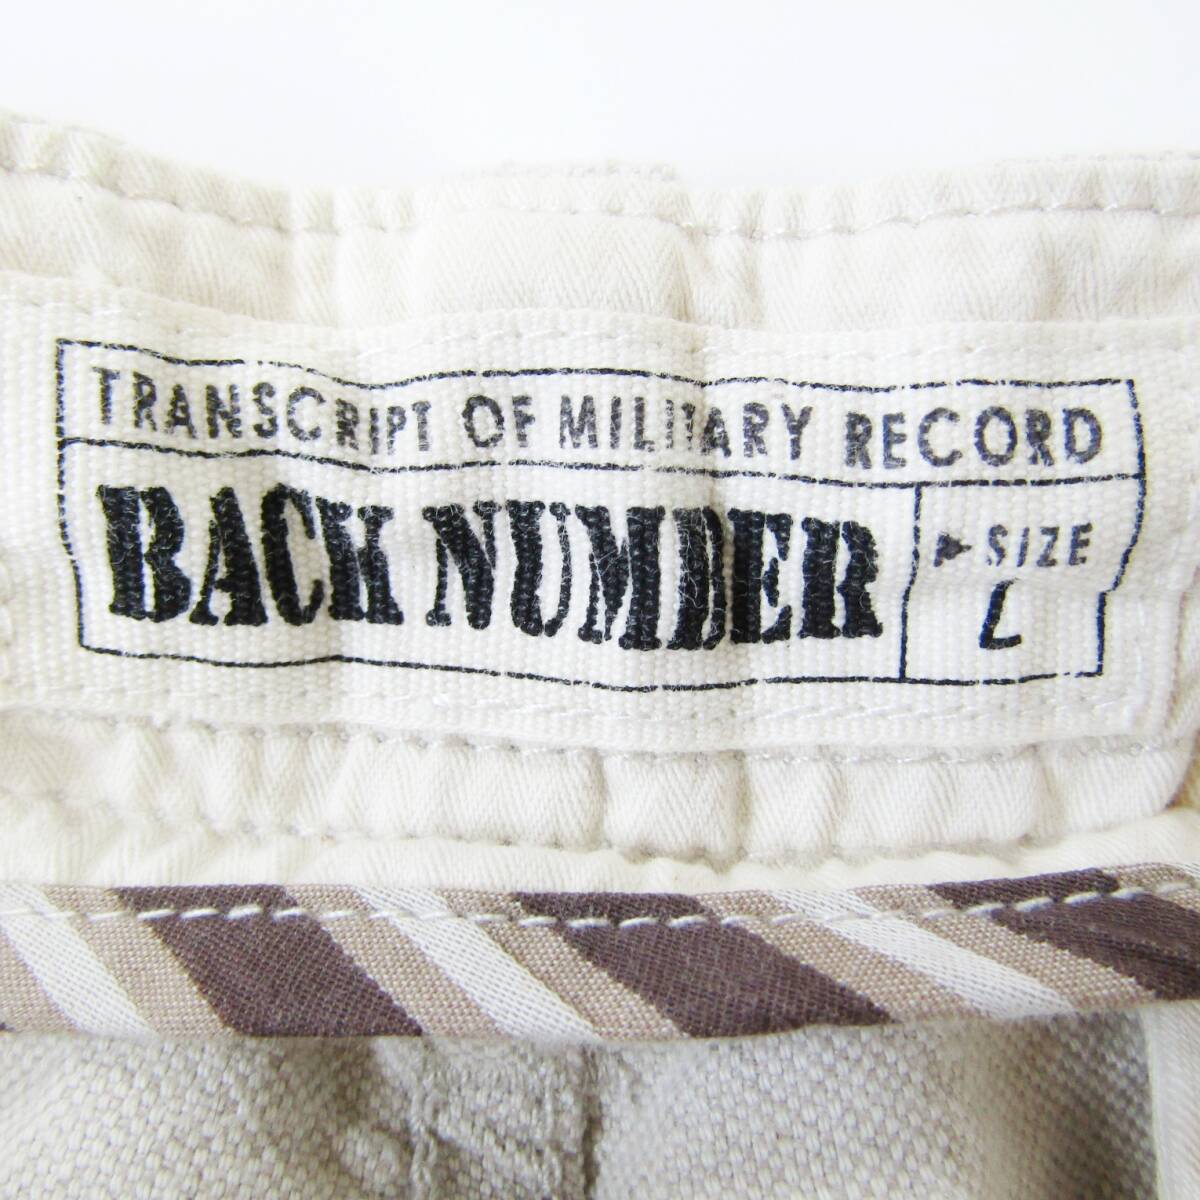 TRANSCRIPT OF MILITARY RECORD
BACK NUMBER
▶SIZE
L